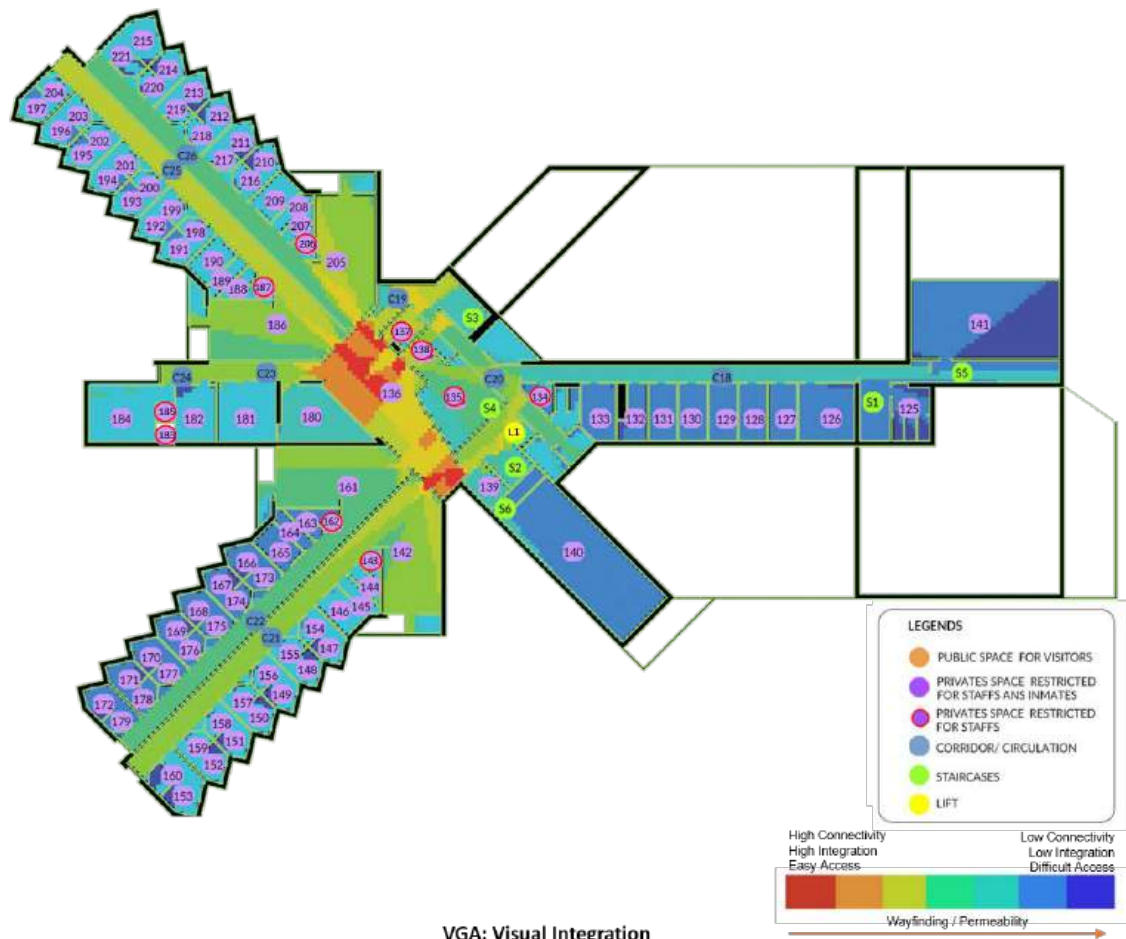 215
221
214
220
204
213
197
219
203
212
196
218
202
211
195
C26
217
210
201
C25
194
216
200
193
209
208
199
192
207
198
206
191
205
190
189
187
188
C19
186
S3
141
137
138
C23
C24
C20
C18
S5
136
135
134
S1
184
185
182
181
180
S4
133
132
131
130
129
128
127
126
125
183
L1
S2
161
139
S6
163
162
164
142
140
165
166
143
173
167
144
174
145
168
146
C22
175
154
169
C21
176
155
147
170
148
177
156
171
149
178
157
172
150
179
158
151
159
152
160
153
LEGENDS
PUBLIC SPACE FOR VISITORS
PRIVATES SPACE RESTRICTED
FOR STAFFS ANS INMATES
PRIVATES SPACE RESTRICTED
FOR STAFFS
CORRIDOR/ CIRCULATION
STAIRCASES
LIFT
High Connectivity
High Integration
Easy Access
Low Connectivity
Low Integration
Difficult Access
Wayfinding / Permeability
VGA: Visual Integration